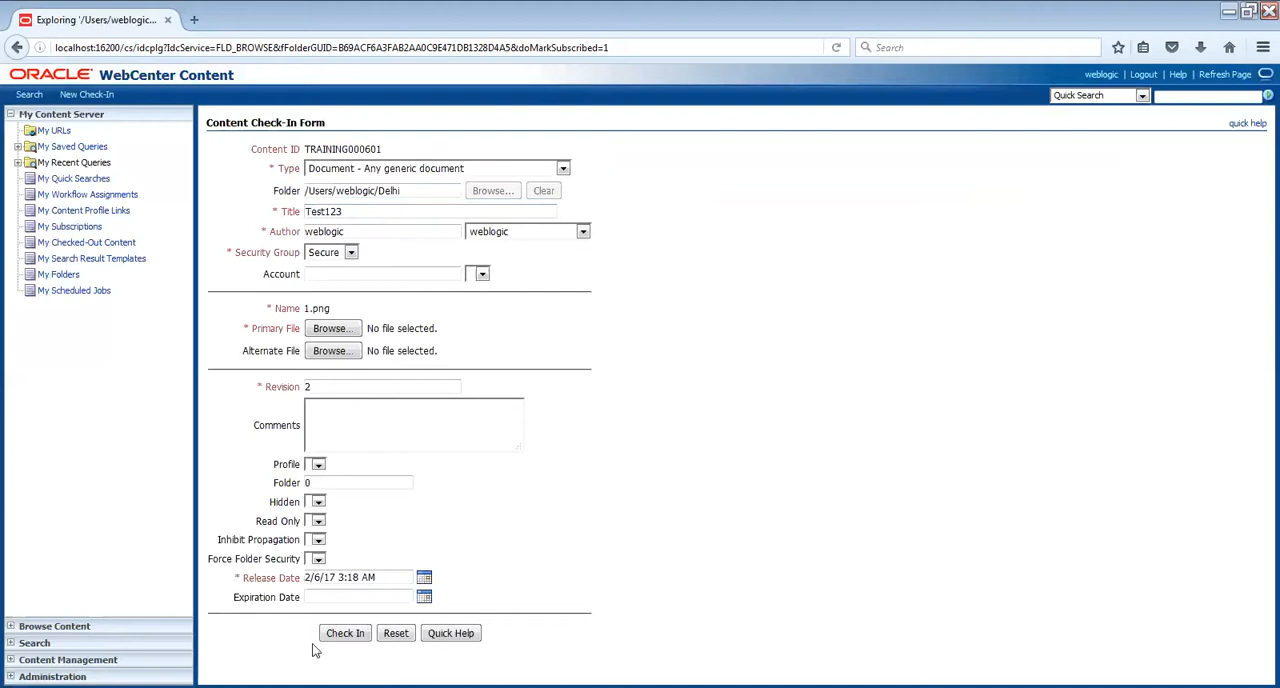 Exploring '/Users/weblogic...
localhost:16200/cs/idcplg?IdcService=FLD_BROWSE&fFolderGUID=B69ACF6A3FAB2AA0C9E471DB1328D4A5&doMarkSubscribed=1
Search
ORACLE WebCenter Content
weblogic | Logout | Help | Refresh Page
Search New Check-In
Quick Search
My Content Server
My URLs
My Saved Queries
My Recent Queries
My Quick Searches
My Workflow Assignments
My Content Profile Links
My Subscriptions
My Checked-Out Content
My Search Result Templates
My Folders
My Scheduled Jobs
Browse Content
Search
Content Management
Administration
Content Check-In Form
quick help
Content ID TRAINING000601
* Type Document - Any generic document
Folder /Users/weblogic/Delhi Browse... Clear
* Title Test123
* Author weblogic weblogic
* Security Group Secure
Account
* Name 1.png
* Primary File Browse... No file selected.
Alternate File Browse... No file selected.
* Revision 2
Comments
Profile
Folder 0
Hidden
Read Only
Inhibit Propagation
Force Folder Security
* Release Date 2/6/17 3:18 AM
Expiration Date
Check In Reset Quick Help